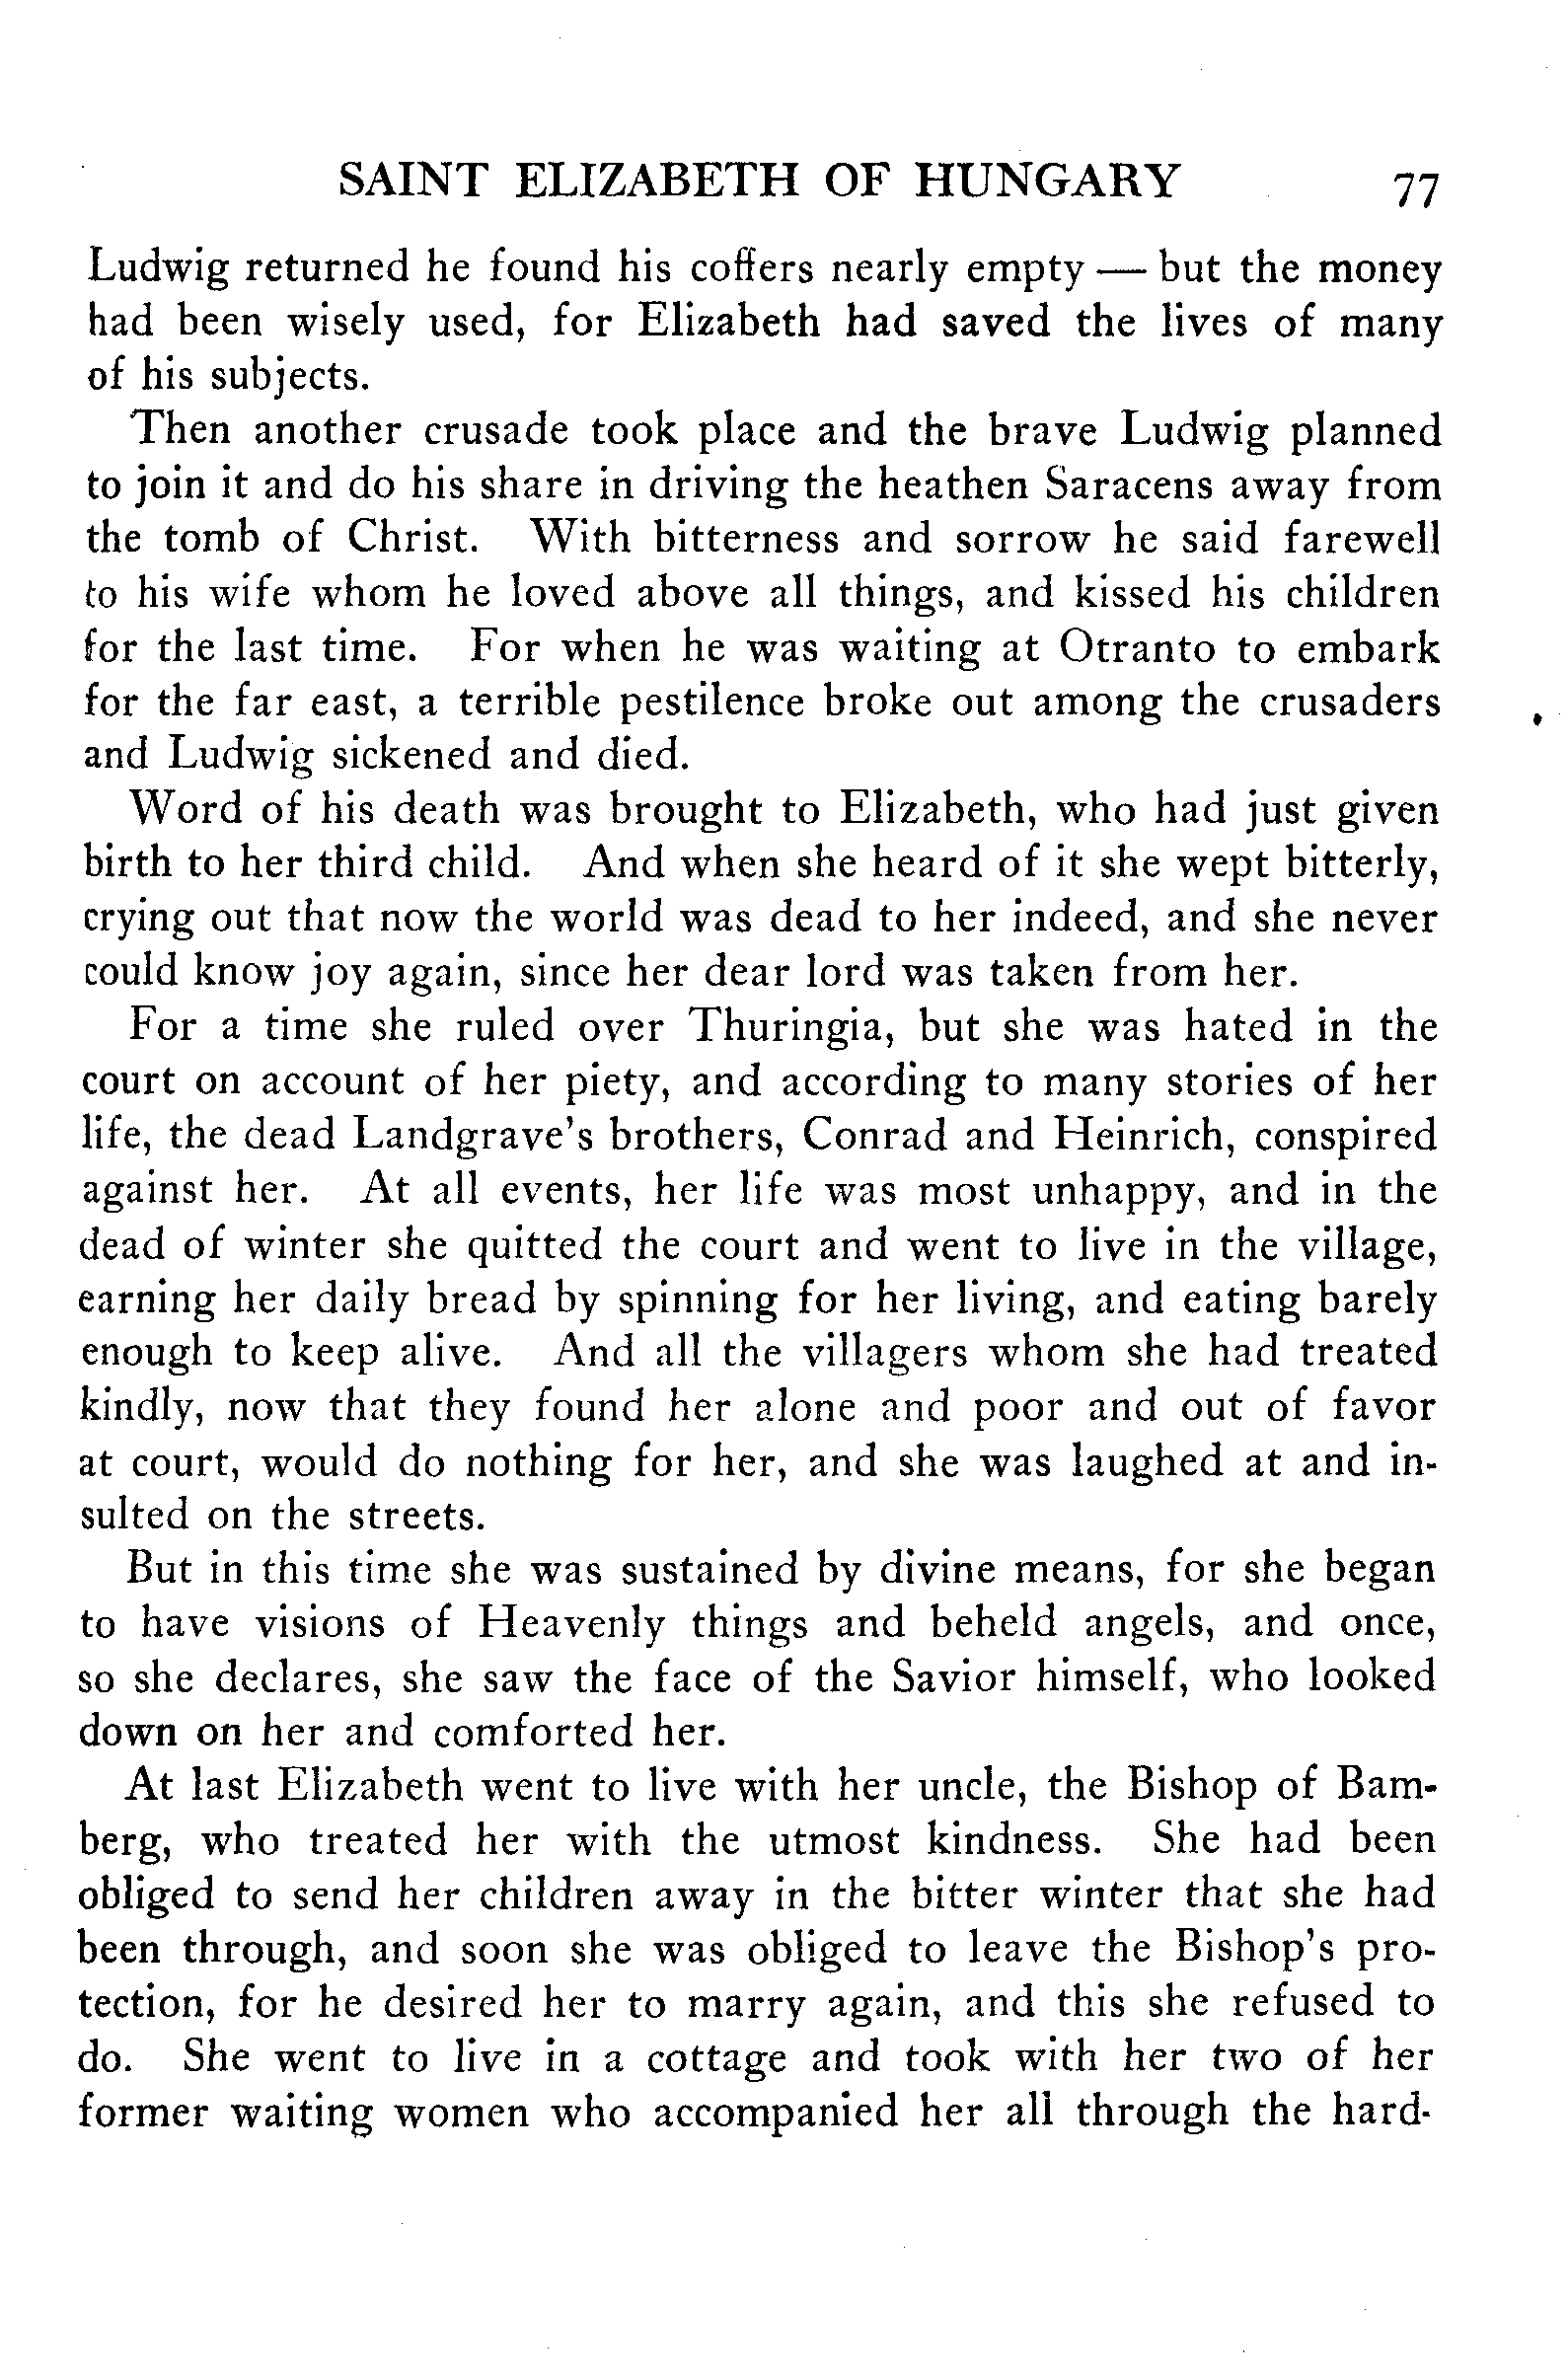 SAINT ELIZABETH OF HUNGARY 77
Ludwig returned he found his coffers nearly empty — but the money
had been wisely used, for Elizabeth had saved the lives of many
of his subjects.
Then another crusade took place and the brave Ludwig planned
to join it and do his share in driving the heathen Saracens away from
the tomb of Christ. With bitterness and sorrow he said farewell
to his wife whom he loved above all things, and kissed his children
for the last time. For when he was waiting at Otranto to embark
for the far east, a terrible pestilence broke out among the crusaders
and Ludwig sickened and died.
Word of his death was brought to Elizabeth, who had just given
birth to her third child. And when she heard of it she wept bitterly,
crying out that now the world was dead to her indeed, and she never
could know joy again, since her dear lord was taken from her.
For a time she ruled over Thuringia, but she was hated in the
court on account of her piety, and according to many stories of her
life, the dead Landgrave's brothers, Conrad and Heinrich, conspired
against her. At all events, her life was most unhappy, and in the
dead of winter she quitted the court and went to live in the village,
earning her daily bread by spinning for her living, and eating barely
enough to keep alive. And all the villagers whom she had treated
kindly, now that they found her alone and poor and out of favor
at court, would do nothing for her, and she was laughed at and in-
sulted on the streets.
But in this time she was sustained by divine means, for she began
to have visions of Heavenly things and beheld angels, and once,
so she declares, she saw the face of the Savior himself, who looked
down on her and comforted her.
At last Elizabeth went to live with her uncle, the Bishop of Bam-
berg, who treated her with the utmost kindness. She had been
obliged to send her children away in the bitter winter that she had
been through, and soon she was obliged to leave the Bishop's pro-
tection, for he desired her to marry again, and this she refused to
do. She went to live in a cottage and took with her two of her
former waiting women who accompanied her all through the hard-